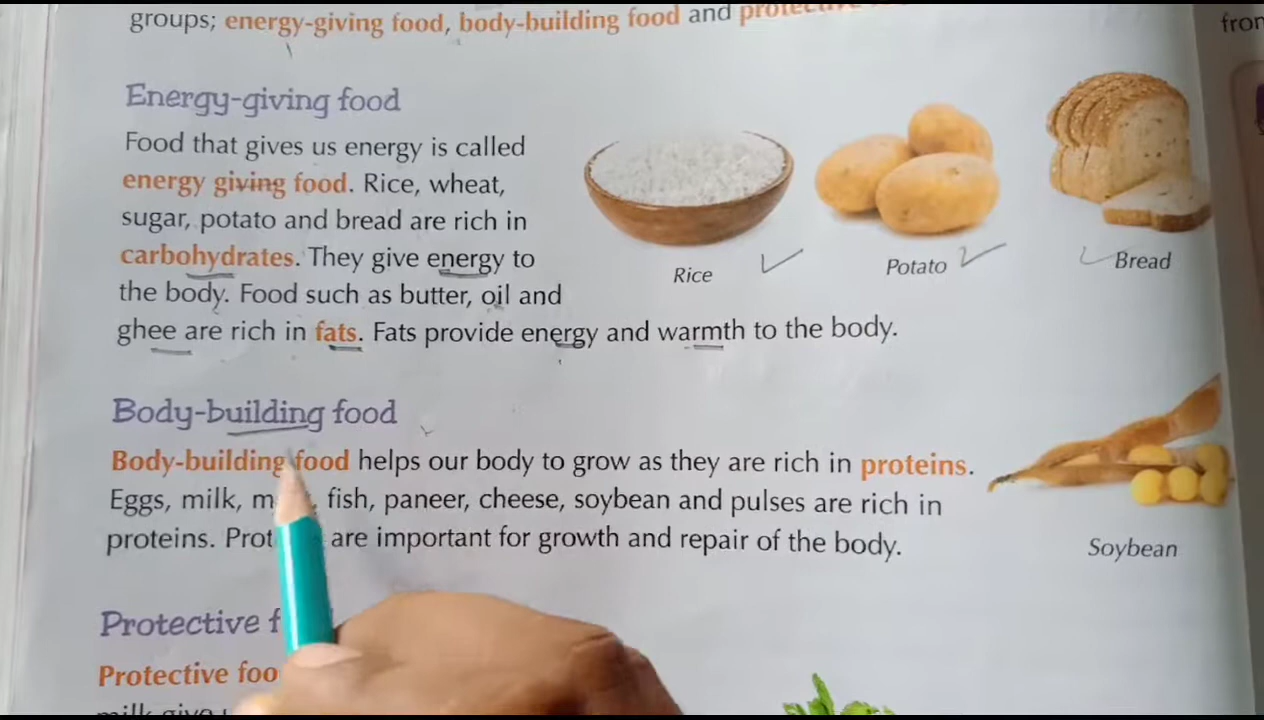 groups; energy-giving food, body-building food and protective
from
Energy-giving food
Food that gives us energy is called
energy giving food. Rice, wheat,
sugar, potato and bread are rich in
carbohydrates. They give energy to
the body. Food such as butter, oil and
ghee are rich in fats. Fats provide energy and warmth to the body.
Rice
Potato
Bread
Body-building food
Body-building food helps our body to grow as they are rich in proteins.
Eggs, milk, fish, paneer, cheese, soybean and pulses are rich in
proteins. are important for growth and repair of the body.
Soybean
Protective
Protective
milk give